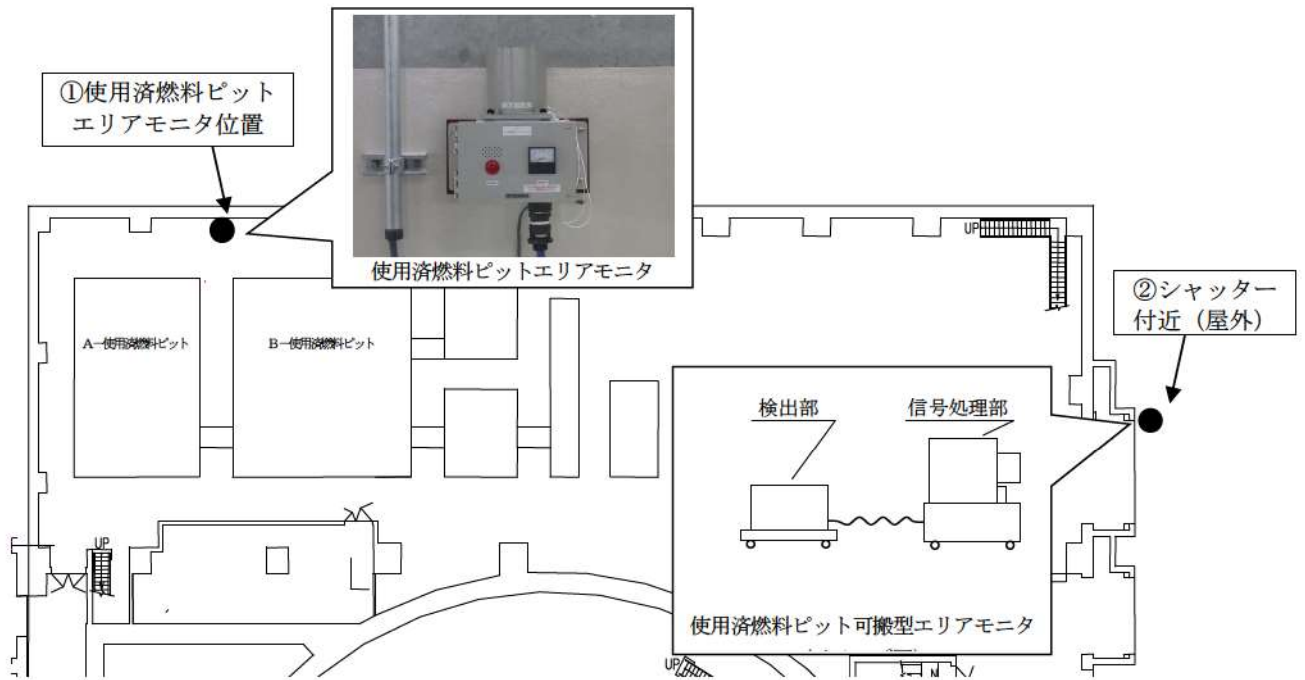 ①使用済燃料ピット
エリアモニタ位置
使用済燃料ピットエリアモニタ
UP
②シャッター
付近（屋外）
A－使用済燃料ピット
B－使用済燃料ピット
検出部
信号処理部
UP
使用済燃料ピット可搬型エリアモニタ
UP
N